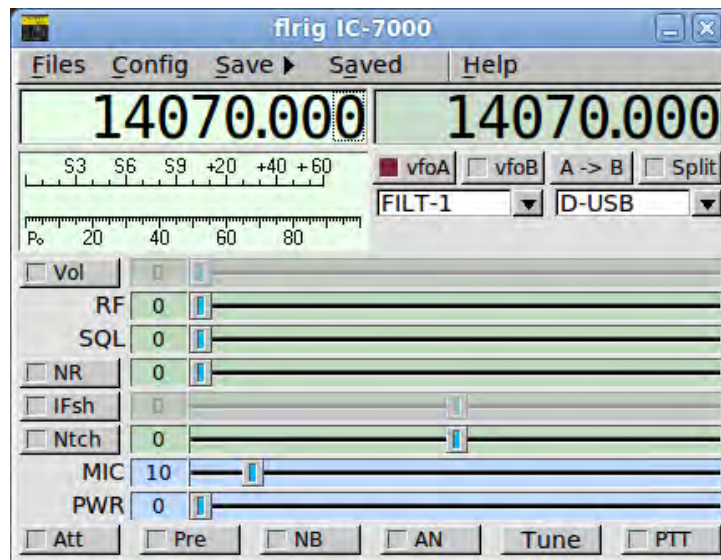 flrig IC-7000
Files Config Save Saved Help
14070.000 14070.000
S3 S6 S9 +20 +40 +60
vfoA vfoB A -> B Split
FILT-1 D-USB
Po 20 40 60 80
Vol 0
RF 0
SQL 0
NR 0
IFsh 0
Ntch 0
MIC 10
PWR 0
Att Pre NB AN Tune PTT